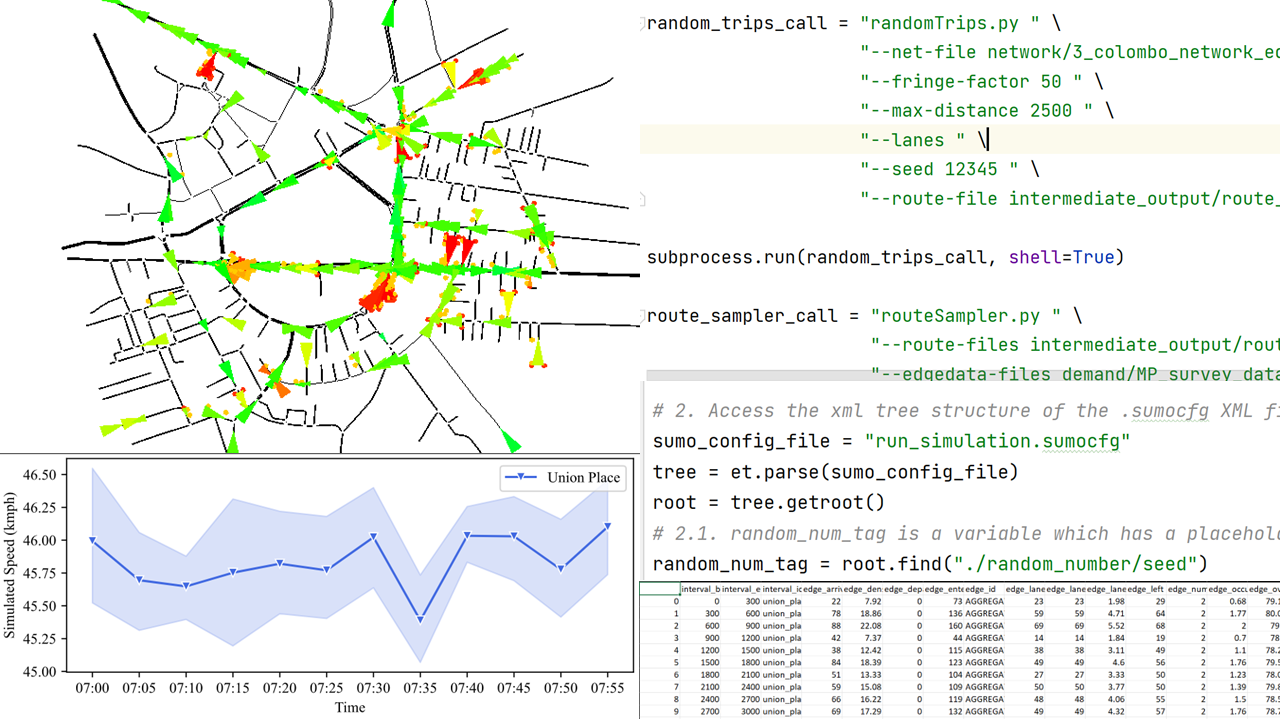 random_trips_call = "randomTrips.py " \
"--net-file network/3_colombo_network_ed
"--fringe-factor 50 " \
"--max-distance 2500 " \
"--lanes " \
"--seed 12345 " \
"--route-file intermediate_output/route_
subprocess.run(random_trips_call, shell=True)
route_sampler_call = "routeSampler.py " \
"--route-files intermediate_output/rout
"--edgedata-files demand/MP_survey_data
# 2. Access the xml tree structure of the .sumocfg XML fi
sumo_config_file = "run_simulation.sumocfg"
tree = et.parse(sumo_config_file)
root = tree.getroot()
# 2.1. random_num_tag is a variable which has a placehold
random_num_tag = root.find("./random_number/seed")
Simulated Speed (kmph)
46.50
46.25
46.00
45.75
45.50
45.25
45.00
Union Place
07:00 07:05 07:10 07:15 07:20 07:25 07:30 07:35 07:40 07:45 07:50 07:55
Time
interval_b interval_e interval_ic edge_arri edge_den edge_dep edge_ente edge_id edge_lane edge_lane edge_lane edge_left edge_num edge_occu edge_ov
0 0 300 union_pla 22 7.92 0 73 AGGREGA 23 23 1.98 29 2 0.68 79.1
1 300 600 union_pla 78 18.86 0 136 AGGREGA 59 59 4.71 64 2 1.77 80.0
2 600 900 union_pla 88 22.08 0 160 AGGREGA 69 69 5.52 68 2 2 79
3 900 1200 union_pla 42 7.37 0 44 AGGREGA 14 14 1.84 19 2 0.7 78
4 1200 1500 union_pla 38 12.42 0 115 AGGREGA 38 38 3.11 49 2 1.1 78.2
5 1500 1800 union_pla 84 18.39 0 123 AGGREGA 49 49 4.6 56 2 1.76 79.5
6 1800 2100 union_pla 51 13.33 0 104 AGGREGA 27 27 3.33 50 2 1.23 78.0
7 2100 2400 union_pla 59 15.08 0 109 AGGREGA 50 50 3.77 50 2 1.39 79.6
8 2400 2700 union_pla 66 16.22 0 119 AGGREGA 48 48 4.06 55 2 1.5 78.5
9 2700 3000 union_pla 69 17.29 0 132 AGGREGA 49 49 4.32 57 2 1.76 78.7